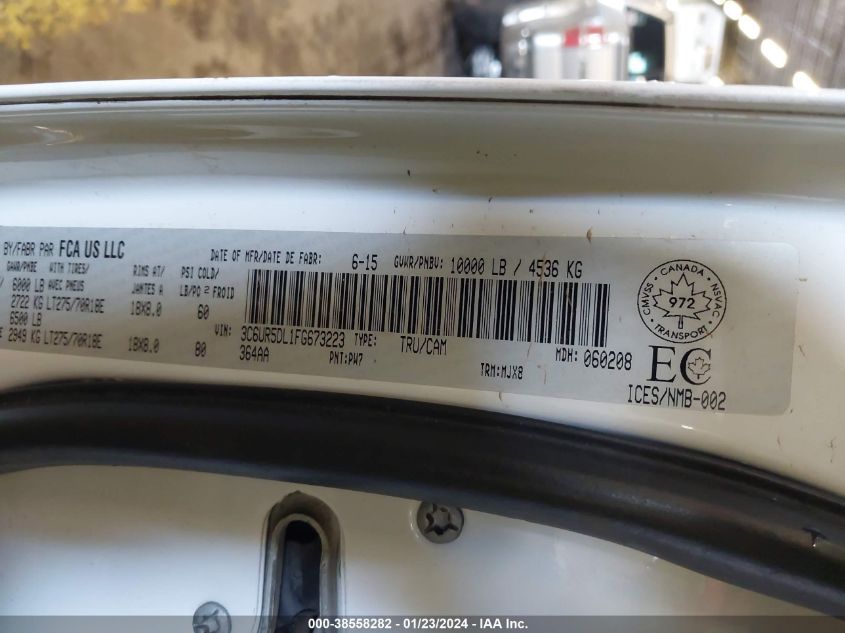 BY/FABR PAR FCA US LLC
DATE OF MFR/DATE DE FABR: 6-15 GVWR/PNBV: 10000 LB / 4536 KG
GAWR/PNBE WITH TIRES/ RIMS AT/ PSI COLD/
6000 LB AVEC PNEUS JANTES A LB/PO² FROID
2722 KG LT275/70R18E 18X8.0 60
6500 LB
2949 KG LT275/70R18E 18X8.0 80
VIN: 3C6UR5DL1FG673223 TYPE: TRU/CAM MDH: 060208
364AA PNT: PW7 TRM: MJX8
CANADA
CMVSS 972 NSVAC
TRANSPORT
EC
ICES/NMB-002
000-38558282 - 01/23/2024 - IAA Inc.